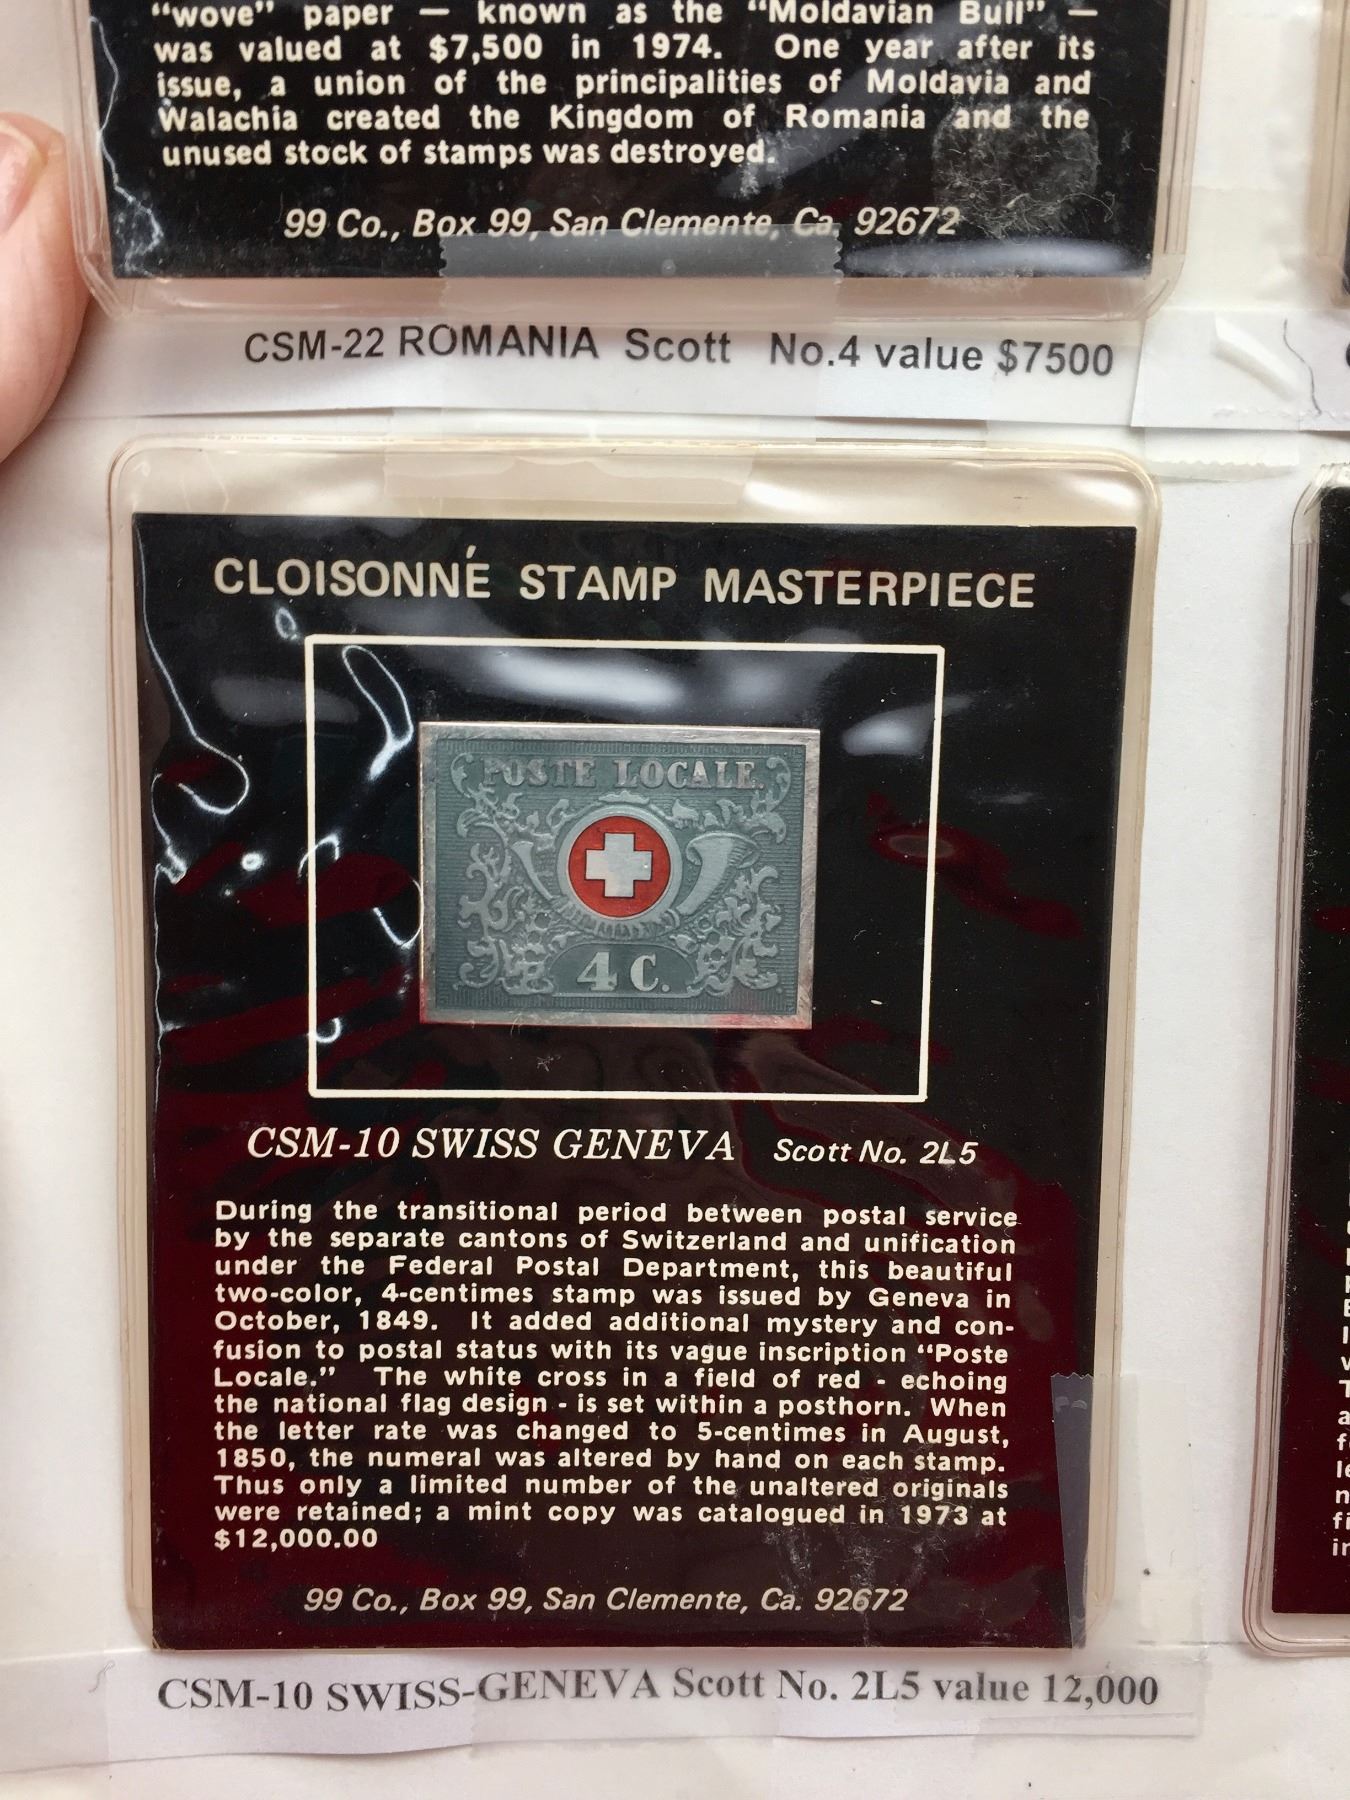 "wove" paper — known as the "Moldavian Bull" —
was valued at $7,500 in 1974. One year after its
issue, a union of the principalities of Moldavia and
Walachia created the Kingdom of Romania and the
unused stock of stamps was destroyed.
99 Co., Box 99, San Clemente, Ca. 92672
CSM-22 ROMANIA Scott No.4 value $7500
CLOISONNÉ STAMP MASTERPIECE
POSTE LOCALE.
4 C.
CSM-10 SWISS GENEVA Scott No. 2L5
During the transitional period between postal service
by the separate cantons of Switzerland and unification
under the Federal Postal Department, this beautiful
two-color, 4-centimes stamp was issued by Geneva in
October, 1849. It added additional mystery and con-
fusion to postal status with its vague inscription "Poste
Locale." The white cross in a field of red - echoing
the national flag design - is set within a posthorn. When
the letter rate was changed to 5-centimes in August,
1850, the numeral was altered by hand on each stamp.
Thus only a limited number of the unaltered originals
were retained; a mint copy was catalogued in 1973 at
$12,000.00
99 Co., Box 99, San Clemente, Ca. 92672
CSM-10 SWISS-GENEVA Scott No. 2L5 value 12,000